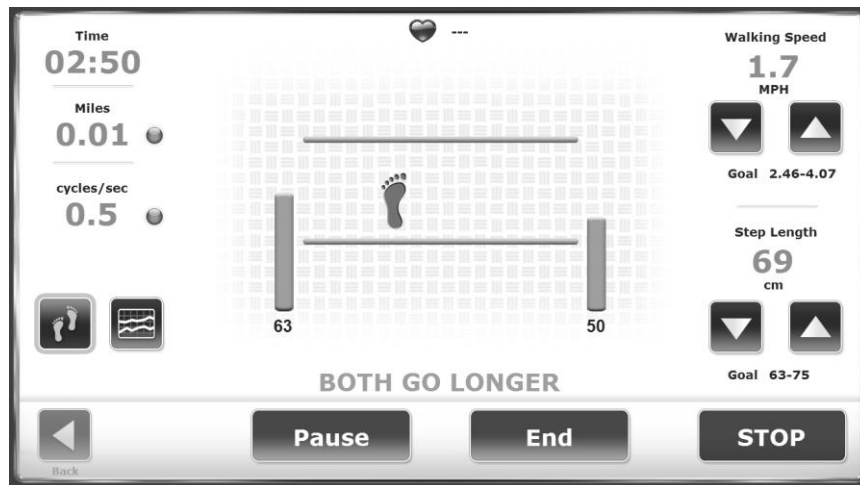 ---
Time
02:50
Miles
0.01
cycles/sec
0.5
63
50
BOTH GO LONGER
Walking Speed
1.7
MPH
Goal 2.46-4.07
Step Length
69
cm
Goal 63-75
Back
Pause
End
STOP